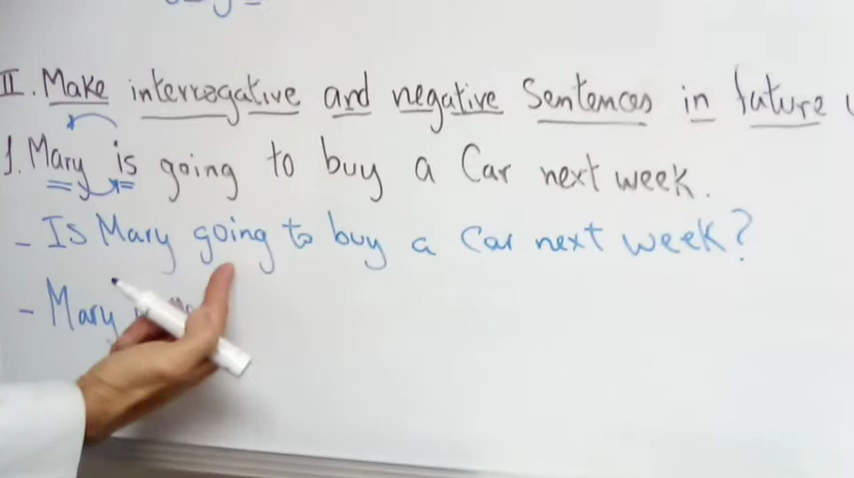 II. Make interrogative and negative Sentences in future
1. Mary is going to buy a Car next week.
- Is Mary going to buy a Car next week?
- Mary